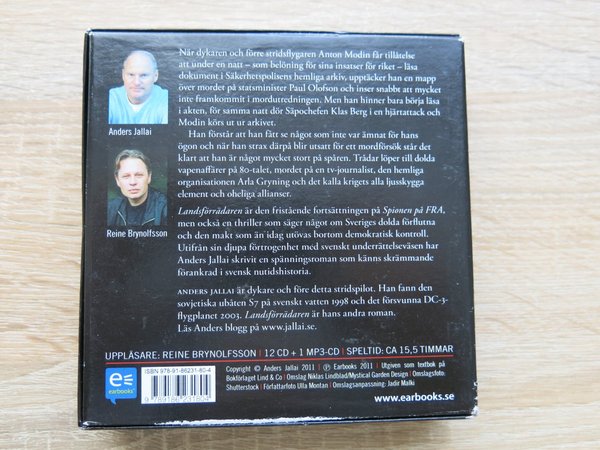 När dykaren och förre stridsflygaren Anton Modin får tillåtelse
att under en natt – som belöning för sina insatser för riket – läsa
dokument i Säkerhetspolisens hemliga arkiv, upptäcker han en mapp
över mordet på statsminister Paul Olofson och inser snabbt att mycket
inte framkommit i mordutredningen. Men han hinner bara börja läsa
i akten, för samma natt dör Säpochefen Klas Berg i en hjärtattack och
Modin körs ut ur arkivet.
Han förstår att han fått se något som inte var ämnat för hans
ögon och när han strax därpå blir utsatt för ett mordförsök står det
klart att han är något mycket stort på spåren. Trådar löper till dolda
vapenaffärer på 80-talet, mordet på en tv-journalist, den hemliga
organisationen Arla Gryning och det kalla krigets alla ljusskygga
element och oheliga allianser.
Anders Jallai
Reine Brynolfsson
Landsförrädaren är den fristående fortsättningen på Spionen på FRA,
men också en thriller som säger något om Sveriges dolda förflutna
och den makt som än idag utövas bortom demokratisk kontroll.
Utifrån sin djupa förtrogenhet med svenskt underrättelseväsen har
Anders Jallai skrivit en spänningsroman som känns skrämmande
förankrad i svensk nutidshistoria.
ANDERS JALLAI är dykare och före detta stridspilot. Han fann den
sovjetiska ubåten S7 på svenskt vatten 1998 och det försvunna DC-3-
flygplanet 2003. Landsförrädaren är hans andra roman.
Läs Anders blogg på www.jallai.se.
UPPLÄSARE: REINE BRYNOLFSSON | 12 CD + 1 MP3-CD | SPELTID: CA 15,5 TIMMAR
e
earbooks
ISBN 978-91-86231-80-4
9 789186 231804
Copyright © Anders Jallai 2011 | ℗ Earbooks 2011 | Utgiven som textbok på
Bokförlaget Lind & Co | Omslag Niklas Lindblad/Mystical Garden Design | Omslagsfoto:
Shutterstock | Författarfoto Ulla Montan | Omslagsanpassning: Jadir Malki
www.earbooks.se